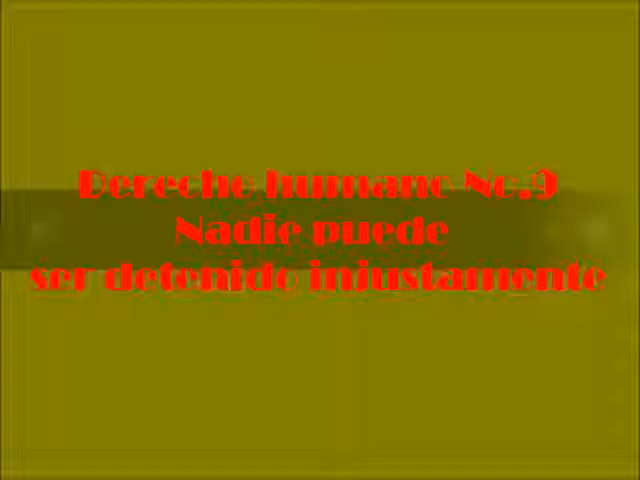 Derecho humano No.9
Nadie puede
ser detenido injustamente